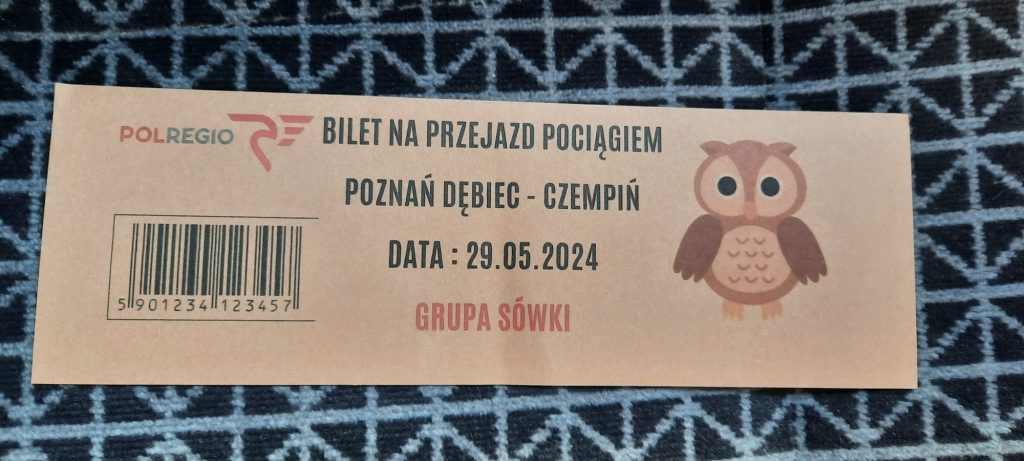 POLREGIO
BILET NA PRZEJAZD POCIĄGIEM
POZNAŃ DĘBIEC - CZEMPIŃ
DATA : 29.05.2024
GRUPA SÓWKI
5 901234 123457